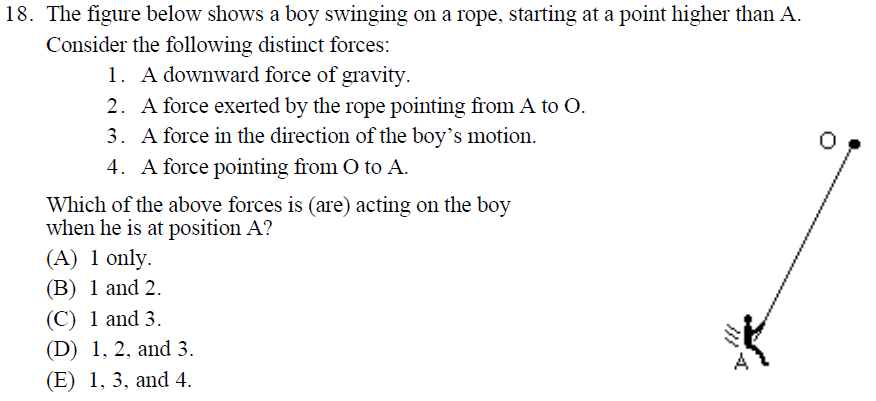 18. The figure below shows a boy swinging on a rope, starting at a point higher than A.
Consider the following distinct forces:
1. A downward force of gravity.
2. A force exerted by the rope pointing from A to O.
3. A force in the direction of the boy's motion.
4. A force pointing from O to A.
Which of the above forces is (are) acting on the boy
when he is at position A?
(A) 1 only.
(B) 1 and 2.
(C) 1 and 3.
(D) 1, 2, and 3.
(E) 1, 3, and 4.
O
A